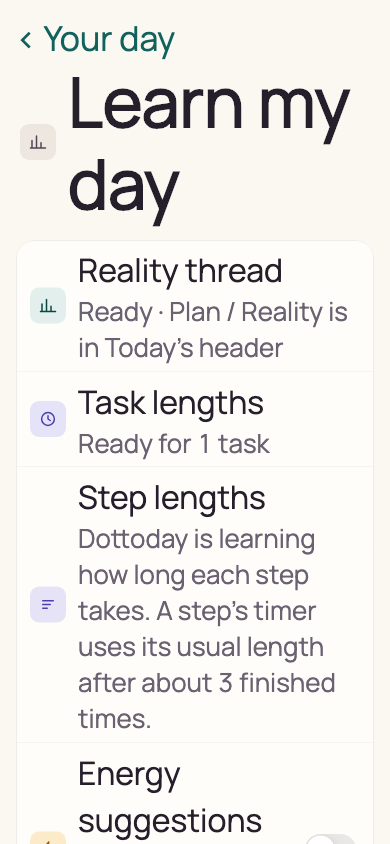 Your day
Learn my
day
Reality thread
Ready · Plan / Reality is
in Today's header
Task lengths
Ready for 1 task
Step lengths
Dottoday is learning
how long each step
takes. A step's timer
uses its usual length
after about 3 finished
times.
Energy
suggestions